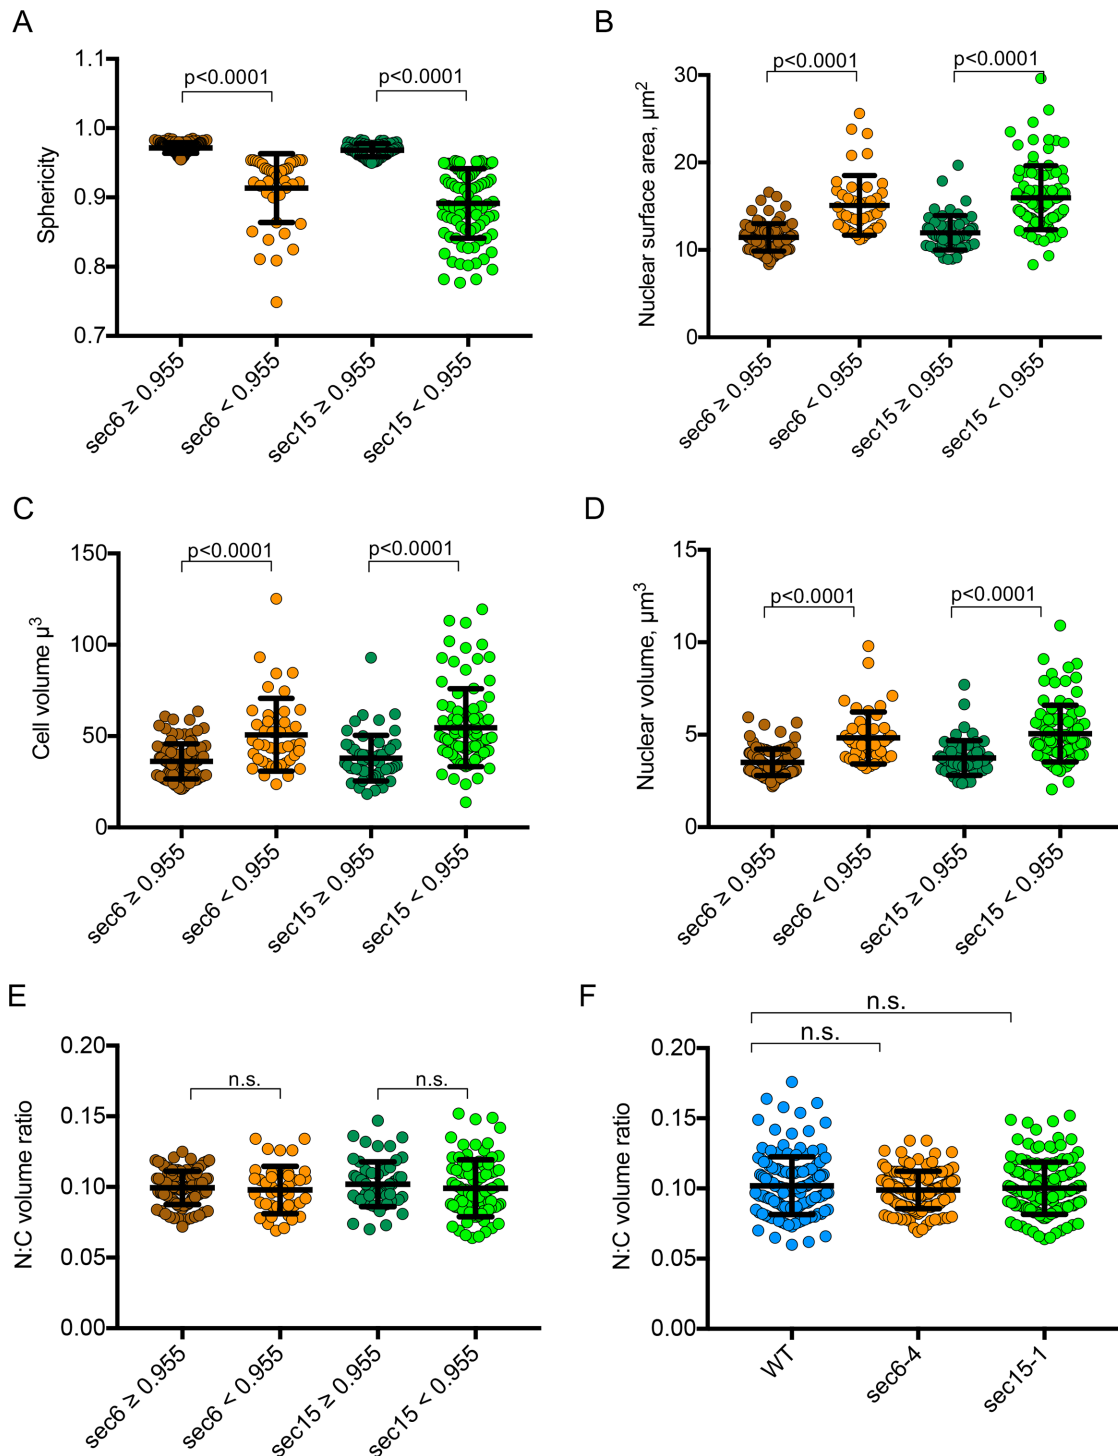 A
1.1
1.0
0.9
0.8
0.7
Sphericity
p<0.0001
p<0.0001
sec6 ≥ 0.955
sec6 < 0.955
sec15 ≥ 0.955
sec15 < 0.955
B
30
20
10
0
Nuclear surface area, µm²
p<0.0001
p<0.0001
sec6 ≥ 0.955
sec6 < 0.955
sec15 ≥ 0.955
sec15 < 0.955
C
150
100
50
0
Cell volume µ³
p<0.0001
p<0.0001
sec6 ≥ 0.955
sec6 < 0.955
sec15 ≥ 0.955
sec15 < 0.955
D
15
10
5
0
Nuclear volume, µm³
p<0.0001
p<0.0001
sec6 ≥ 0.955
sec6 < 0.955
sec15 ≥ 0.955
sec15 < 0.955
E
0.20
0.15
0.10
0.05
0.00
N:C volume ratio
n.s.
n.s.
sec6 ≥ 0.955
sec6 < 0.955
sec15 ≥ 0.955
sec15 < 0.955
F
0.20
0.15
0.10
0.05
0.00
N:C volume ratio
n.s.
n.s.
WT
sec6-4
sec15-1